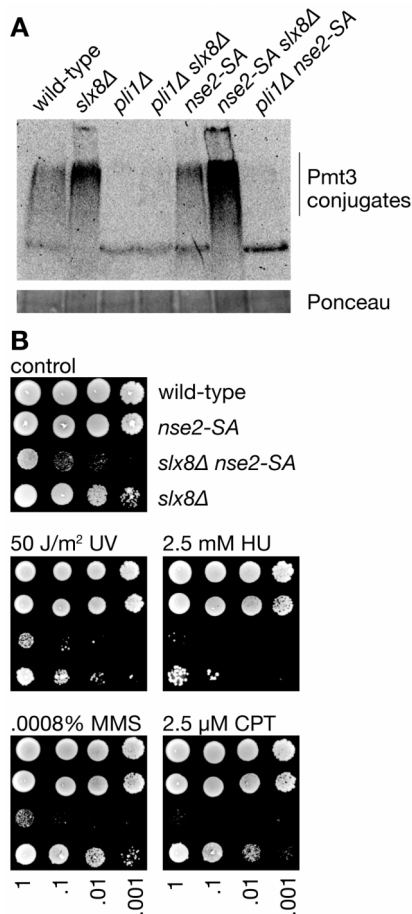 A
wild-type
slx8Δ
pli1Δ
pli1Δ slx8Δ
nse2-SA
nse2-SA slx8Δ
pli1Δ nse2-SA
Pmt3
conjugates
Ponceau
B
control
wild-type
nse2-SA
slx8Δ nse2-SA
slx8Δ
50 J/m² UV
2.5 mM HU
.0008% MMS
2.5 µM CPT
1 .1 .01 .001
1 .1 .01 .001